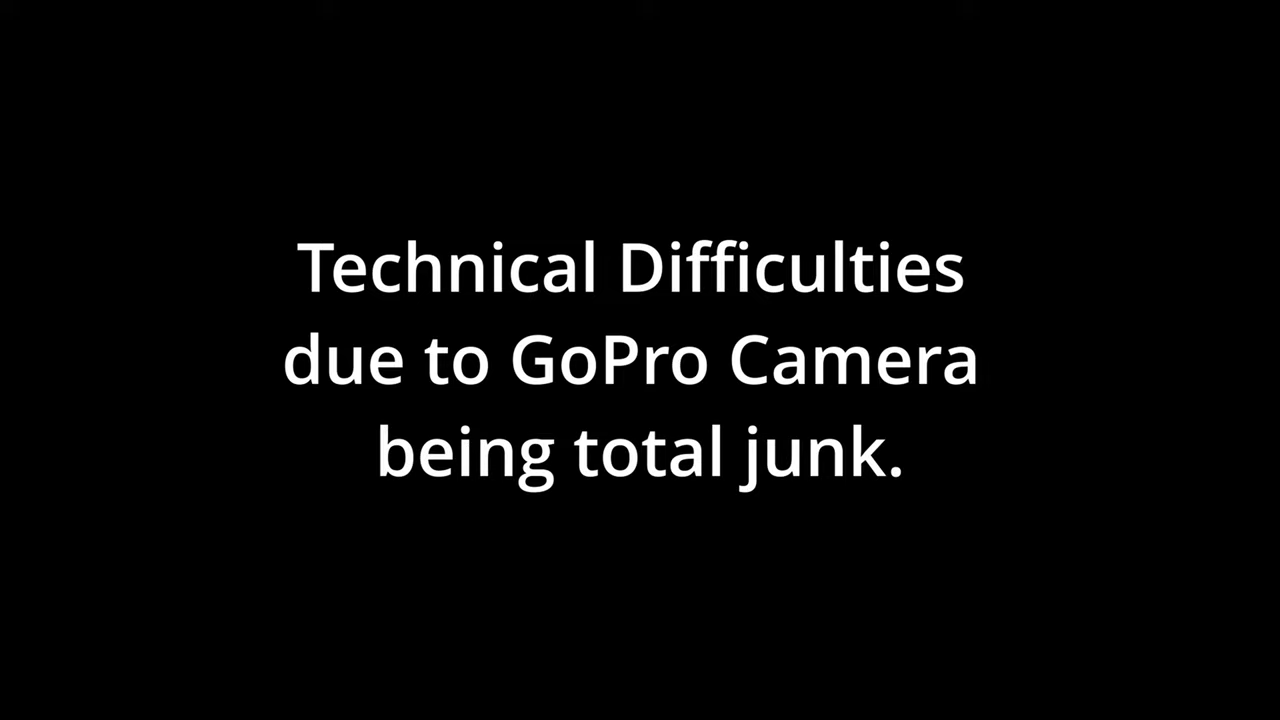 Technical Difficulties
due to GoPro Camera
being total junk.